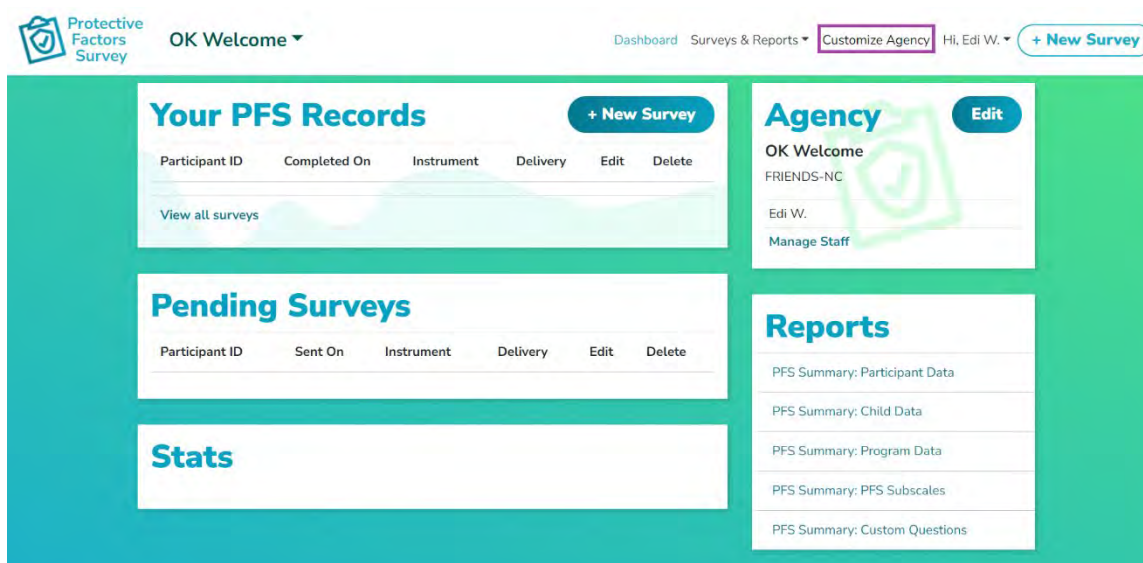 Protective
Factors
Survey
OK Welcome
Dashboard Surveys & Reports Customize Agency Hi, Edi W. + New Survey
Your PFS Records + New Survey
Participant ID Completed On Instrument Delivery Edit Delete
View all surveys
Pending Surveys
Participant ID Sent On Instrument Delivery Edit Delete
Stats
Agency Edit
OK Welcome
FRIENDS-NC
Edi W.
Manage Staff
Reports
PFS Summary: Participant Data
PFS Summary: Child Data
PFS Summary: Program Data
PFS Summary: PFS Subscales
PFS Summary: Custom Questions